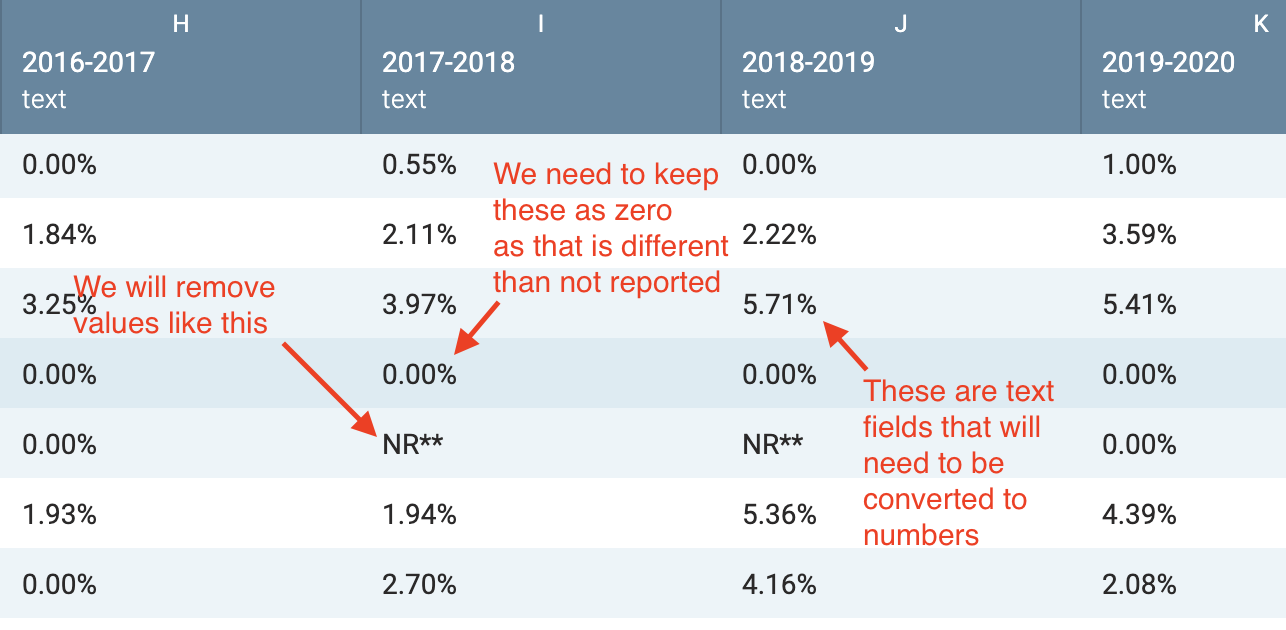 H I J K
2016-2017 2017-2018 2018-2019 2019-2020
text text text text
0.00% 0.55% 0.00% 1.00%
We need to keep
these as zero
as that is different
than not reported
1.84% 2.11% 2.22% 3.59%
We will remove
values like this
3.25% 3.97% 5.71% 5.41%
0.00% 0.00% 0.00% 0.00%
These are text
fields that will
need to be
converted to
numbers
0.00% NR** NR** 0.00%
1.93% 1.94% 5.36% 4.39%
0.00% 2.70% 4.16% 2.08%